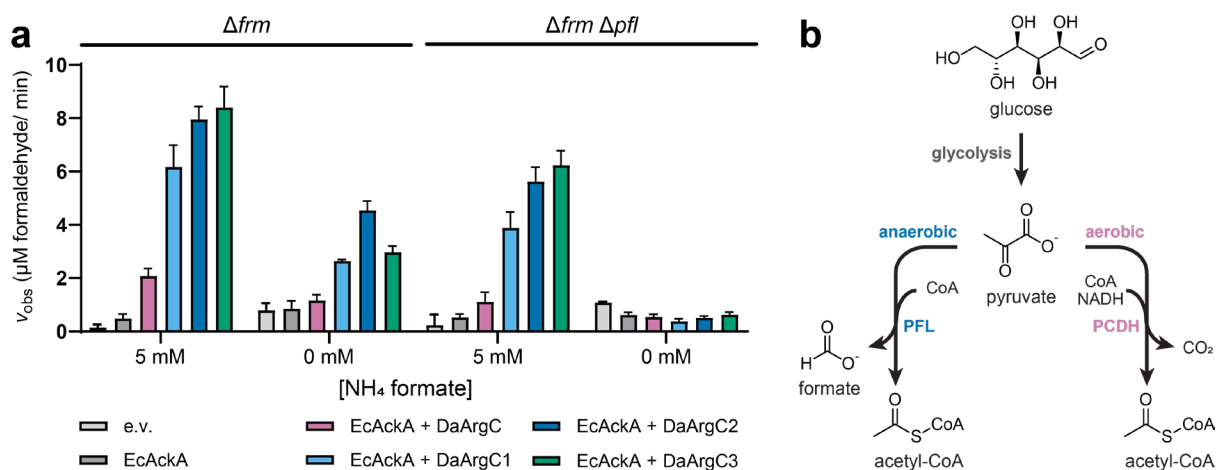 a
Δfrm
Δfrm Δpfl
vobs (µM formaldehyde/ min)
10
8
6
4
2
0
5 mM
0 mM
5 mM
0 mM
[NH₄ formate]
e.v.
EcAckA
EcAckA + DaArgC
EcAckA + DaArgC1
EcAckA + DaArgC2
EcAckA + DaArgC3
b
OH OH
HO
O
OH OH
glucose
glycolysis
O
O⁻
O
pyruvate
anaerobic
aerobic
CoA
PFL
CoA
NADH
PCDH
O
H O⁻
formate
CO₂
O
S CoA
acetyl-CoA
O
S CoA
acetyl-CoA